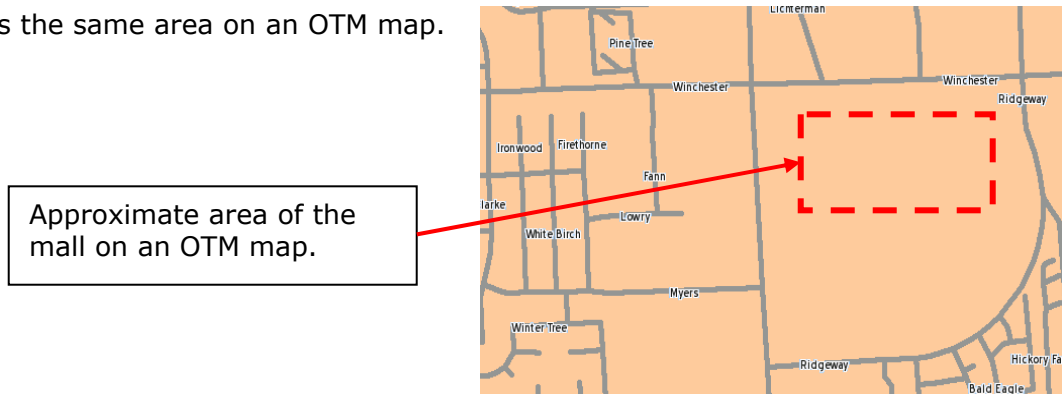 s the same area on an OTM map.
Lichterman
Pine Tree
Winchester
Winchester
Ridgeway
Ironwood
Firethorne
Fann
larke
Lowry
White Birch
Approximate area of the
mall on an OTM map.
Myers
Winter Tree
Ridgeway
Hickory Fa
Bald Eagle